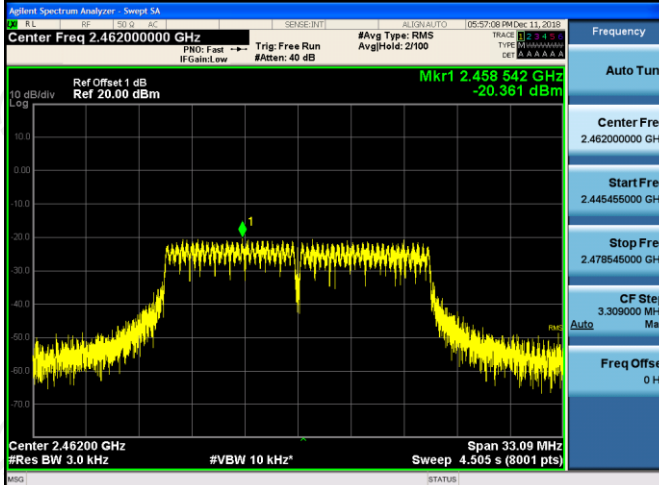 Agilent Spectrum Analyzer - Swept SA
RL RF 50 Ω AC SENSE:INT ALIGN AUTO 05:57:08 PM Dec 11, 2018
Center Freq 2.462000000 GHz
PNO: Fast
IFGain:Low
Trig: Free Run
#Atten: 40 dB
#Avg Type: RMS
Avg|Hold: 2/100
TRACE 1 2 3 4 5 6
TYPE M
DET A A A A A A
Ref Offset 1 dB
10 dB/div Ref 20.00 dBm
Log
Mkr1 2.458 542 GHz
-20.361 dBm
10.0
0.00
-10.0
-20.0
-30.0
-40.0
-50.0
-60.0
-70.0
1
RMS
Center 2.46200 GHz
Span 33.09 MHz
#Res BW 3.0 kHz
#VBW 10 kHz*
Sweep 4.505 s (8001 pts)
MSG
STATUS
Frequency
Auto Tun
Center Fre
2.462000000 GH
Start Fre
2.445455000 GH
Stop Fre
2.478545000 GH
CF Ste
3.309000 MH
Auto Ma
Freq Offse
0 H